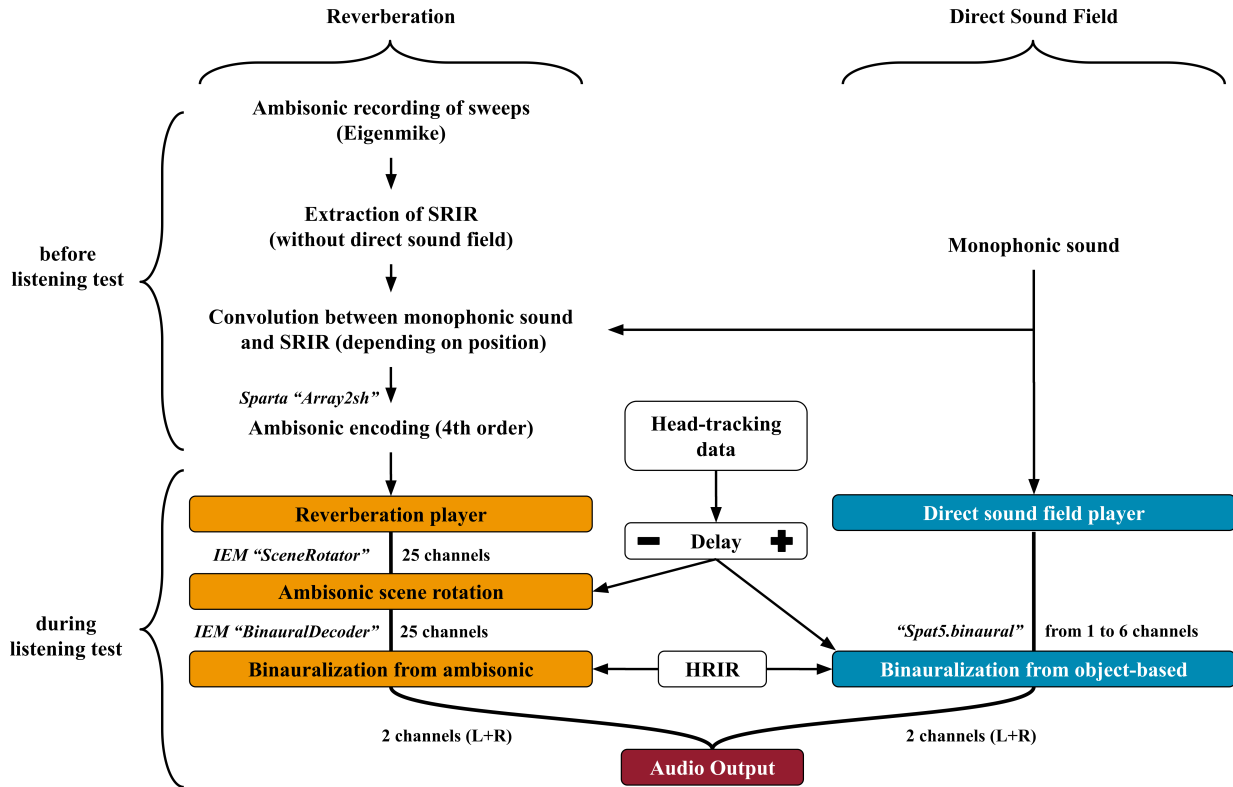 Reverberation
Direct Sound Field
Ambisonic recording of sweeps
(Eigenmike)
Extraction of SRIR
(without direct sound field)
before
listening test
Monophonic sound
Convolution between monophonic sound
and SRIR (depending on position)
Sparta “Array2sh”
Ambisonic encoding (4th order)
Head-tracking
data
Reverberation player
Direct sound field player
Delay
IEM “SceneRotator”
25 channels
Ambisonic scene rotation
during
listening test
IEM “BinauralDecoder”
25 channels
“Spat5.binaural”
from 1 to 6 channels
Binauralization from ambisonic
HRIR
Binauralization from object-based
2 channels (L+R)
2 channels (L+R)
Audio Output